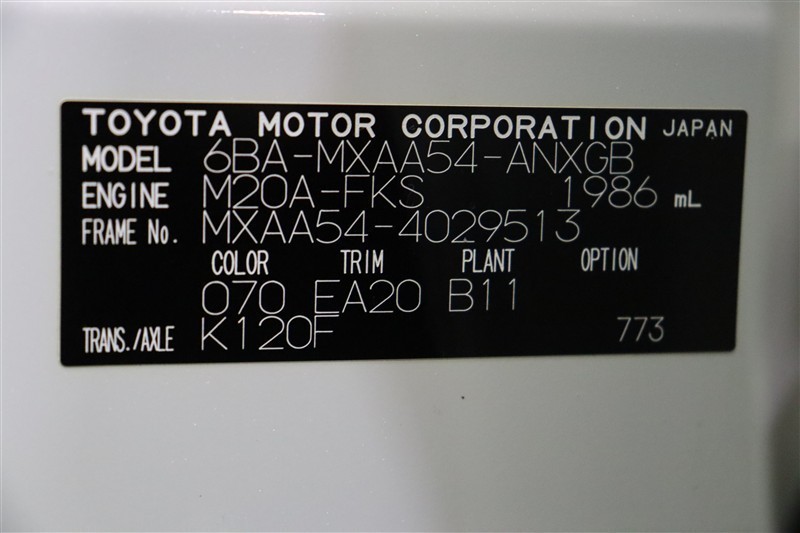 TOYOTA MOTOR CORPORATION JAPAN
MODEL 6BA-MXAA54-ANXGB
ENGINE M20A-FKS 1986 mL
FRAME No. MXAA54-4029513
COLOR TRIM PLANT OPTION
070 EA20 B11
TRANS./AXLE K120F 773